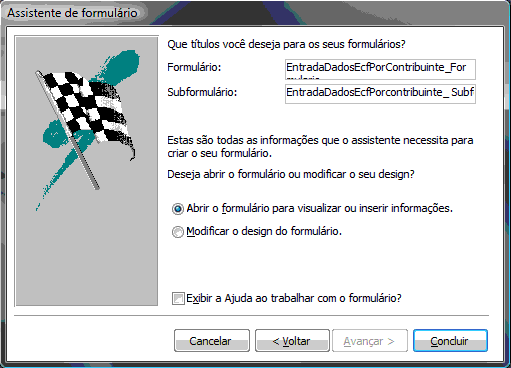 Assistente de formulário
Que títulos você deseja para os seus formulários?
Formulário:
EntradaDadosEcfPorContribuinte_For
Subformulário:
EntradaDadosEcfPorcontribuinte_ Subf
Estas são todas as informações que o assistente necessita para
criar o seu formulário.
Deseja abrir o formulário ou modificar o seu design?
Abrir o formulário para visualizar ou inserir informações.
Modificar o design do formulário.
Exibir a Ajuda ao trabalhar com o formulário?
Cancelar
< Voltar
Avançar >
Concluir